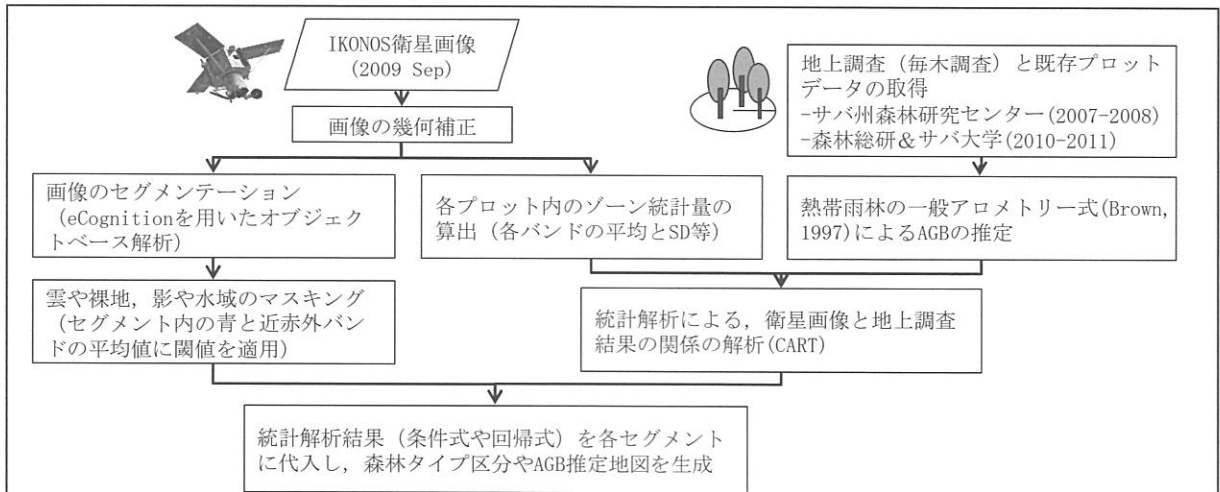 IKONOS衛星画像
(2009 Sep)
画像の幾何補正
地上調査（毎木調査）と既存プロット
データの取得
-サバ州森林研究センター(2007-2008)
-森林総研＆サバ大学(2010-2011)
画像のセグメンテーション
(eCognitionを用いたオブジェク
トベース解析)
各プロット内のゾーン統計量の
算出（各バンドの平均とSD等）
熱帯雨林の一般アロメトリー式(Brown,
1997)によるAGBの推定
雲や裸地，影や水域のマスキング
（セグメント内の青と近赤外バン
ドの平均値に閾値を適用）
統計解析による，衛星画像と地上調査
結果の関係の解析(CART)
統計解析結果（条件式や回帰式）を各セグメント
に代入し，森林タイプ区分やAGB推定地図を生成